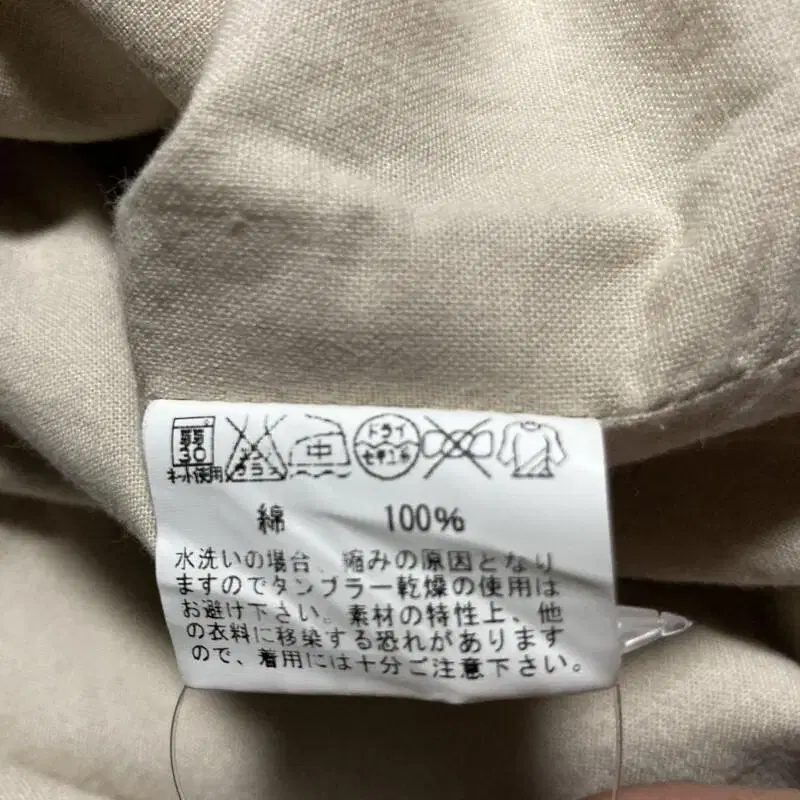 弱
30
ネット使用
エンソ
サラシ
中
ドライ
セキユ系
綿 100%
水洗いの場合、縮みの原因となり
ますのでタンブラー乾燥の使用は
お避け下さい。素材の特性上、他
の衣料に移染する恐れがあります
ので、着用には十分ご注意下さい。